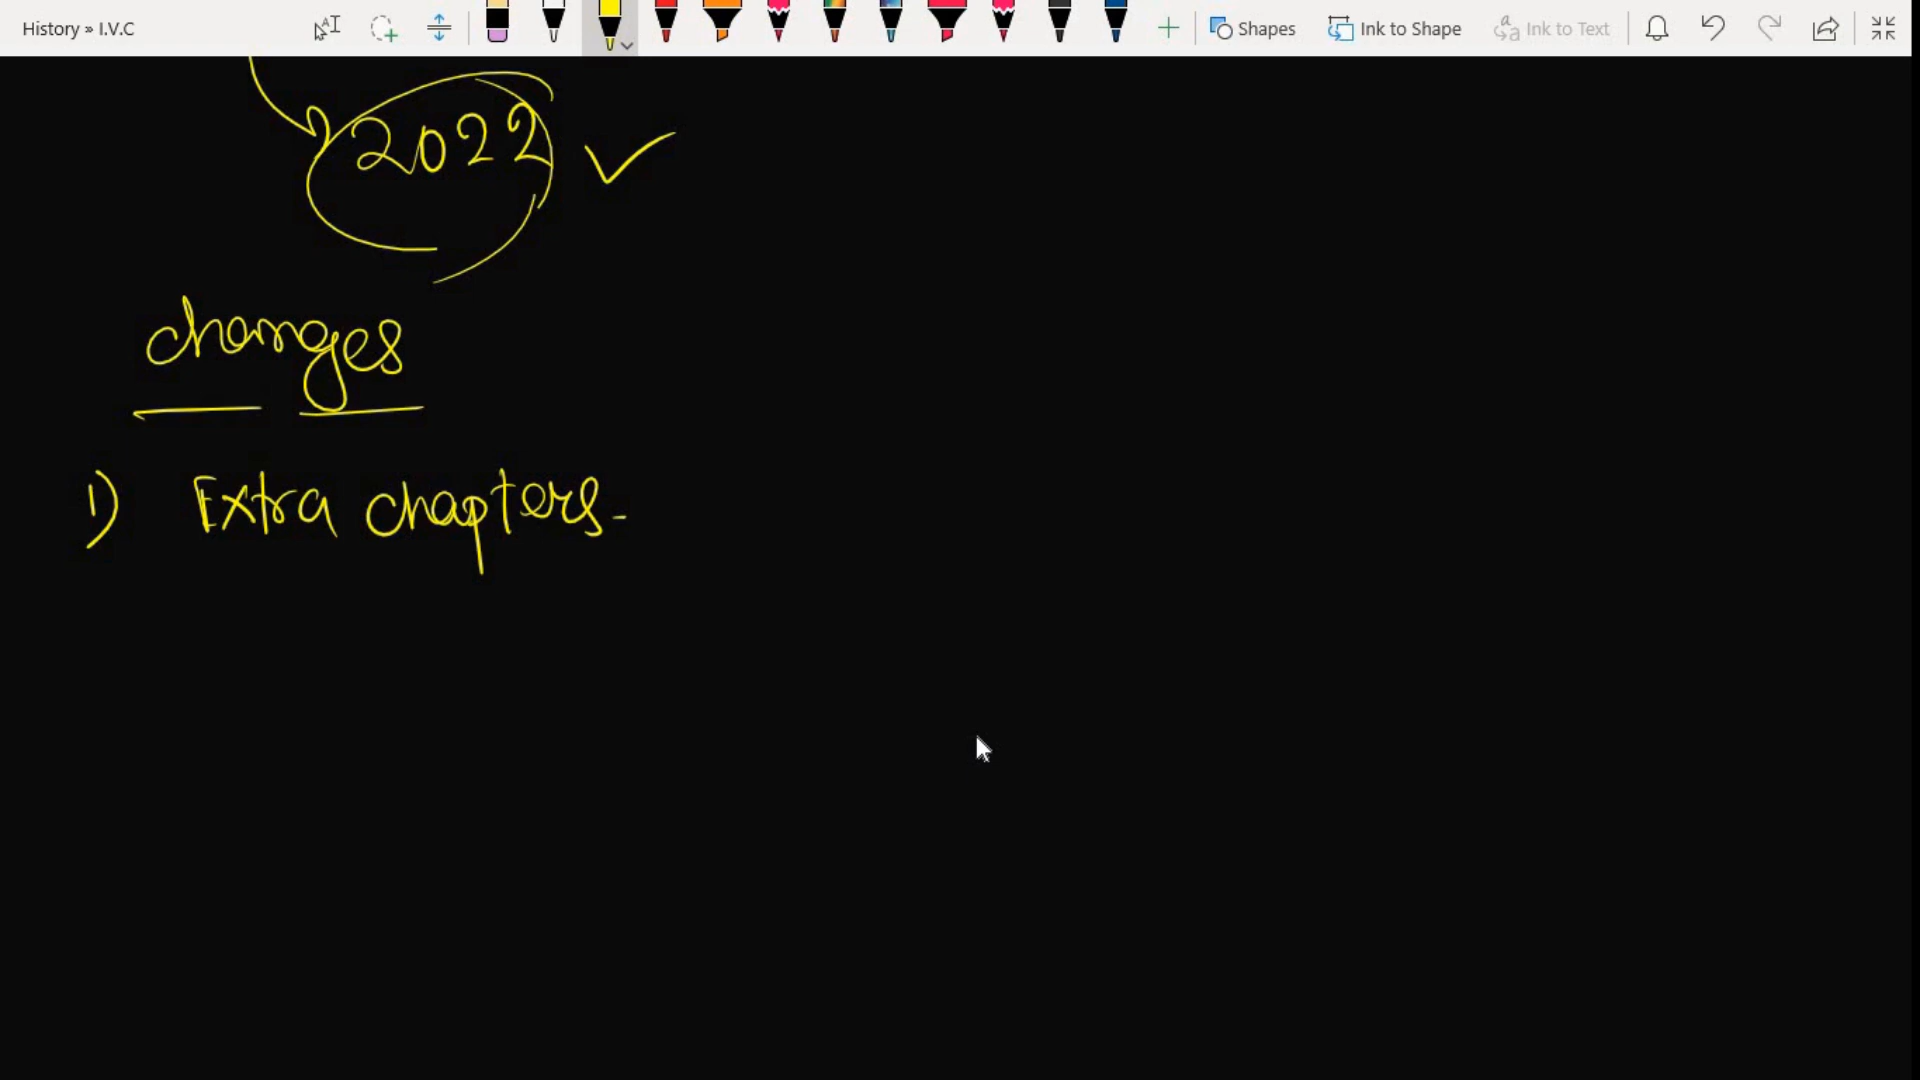 History » I.V.C
Shapes
Ink to Shape
Ink to Text
2022
changes
1) Extra chapters-